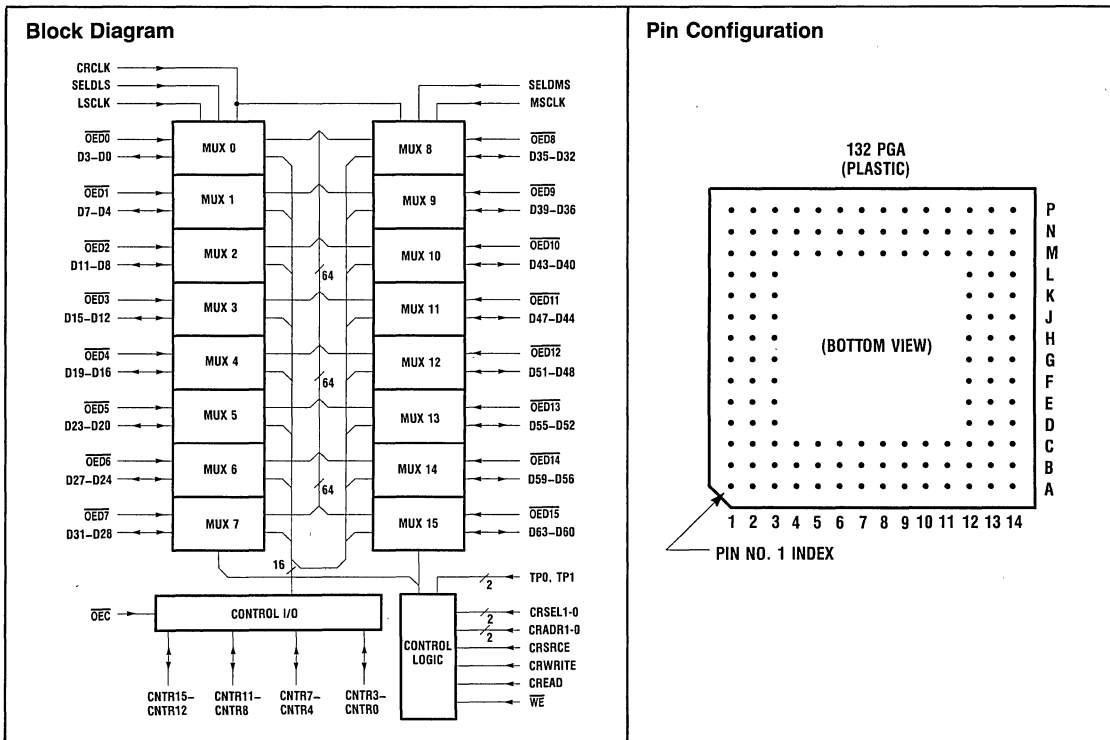 Block Diagram
CRCLK
SELDLS
LSCLK
SELDMS
MSCLK
OED0
D3–D0
MUX 0
MUX 8
OED8
D35–D32
OED1
D7–D4
MUX 1
MUX 9
OED9
D39–D36
OED2
D11–D8
MUX 2
64
MUX 10
OED10
D43–D40
OED3
D15–D12
MUX 3
MUX 11
OED11
D47–D44
OED4
D19–D16
MUX 4
64
MUX 12
OED12
D51–D48
OED5
D23–D20
MUX 5
MUX 13
OED13
D55–D52
OED6
D27–D24
MUX 6
64
MUX 14
OED14
D59–D56
OED7
D31–D28
MUX 7
MUX 15
OED15
D63–D60
16
2
TP0, TP1
OEC
CONTROL I/O
CONTROL
LOGIC
2
CRSEL1-0
2
CRADR1-0
CRSRCE
CRWRITE
CREAD
WE
CNTR15–
CNTR12
CNTR11–
CNTR8
CNTR7–
CNTR4
CNTR3–
CNTR0
Pin Configuration
132 PGA
(PLASTIC)
P
N
M
L
K
J
H
G
F
E
D
C
B
A
(BOTTOM VIEW)
1 2 3 4 5 6 7 8 9 10 11 12 13 14
PIN NO. 1 INDEX